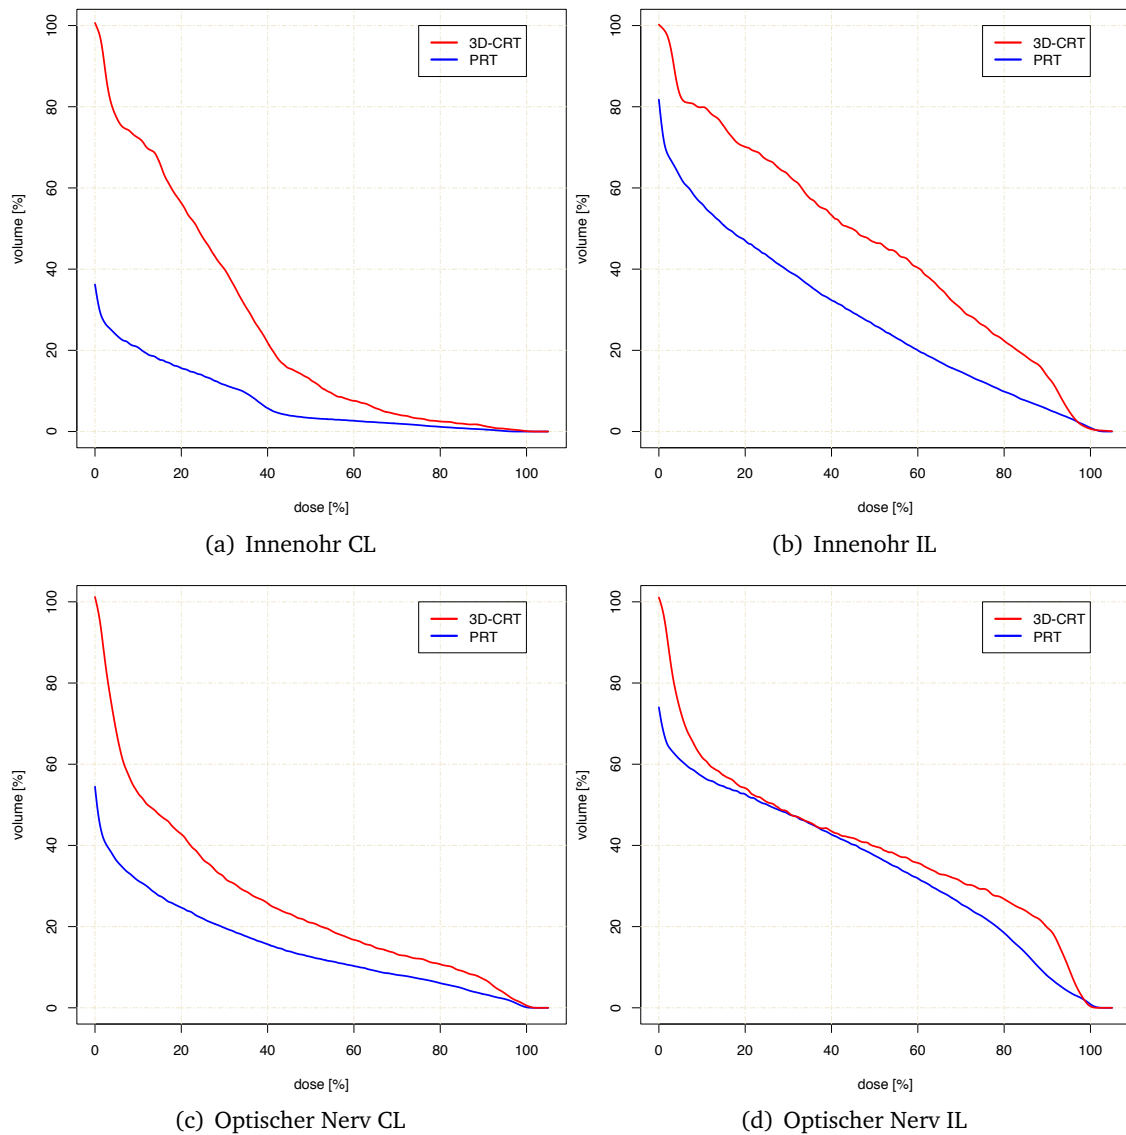 100
80
60
40
20
0
volume [%]
3D-CRT
PRT
0 20 40 60 80 100
dose [%]
(a) Innenohr CL
100
80
60
40
20
0
volume [%]
3D-CRT
PRT
0 20 40 60 80 100
dose [%]
(b) Innenohr IL
100
80
60
40
20
0
volume [%]
3D-CRT
PRT
0 20 40 60 80 100
dose [%]
(c) Optischer Nerv CL
100
80
60
40
20
0
volume [%]
3D-CRT
PRT
0 20 40 60 80 100
dose [%]
(d) Optischer Nerv IL